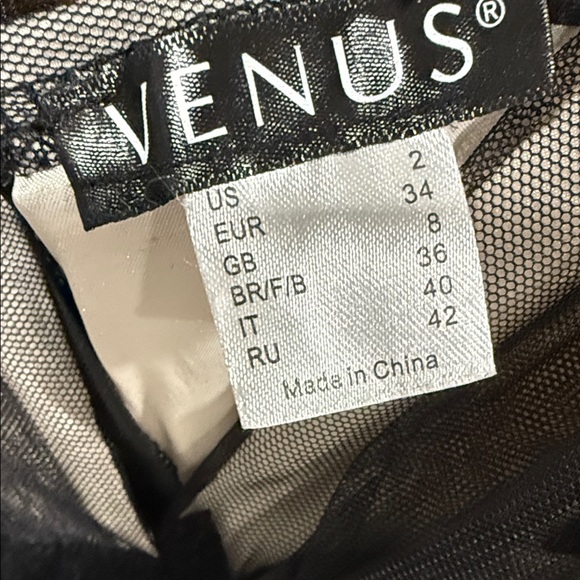 VENUS®
US 2
EUR 34
GB 8
BR/F/B 36
IT 40
RU 42
Made in China